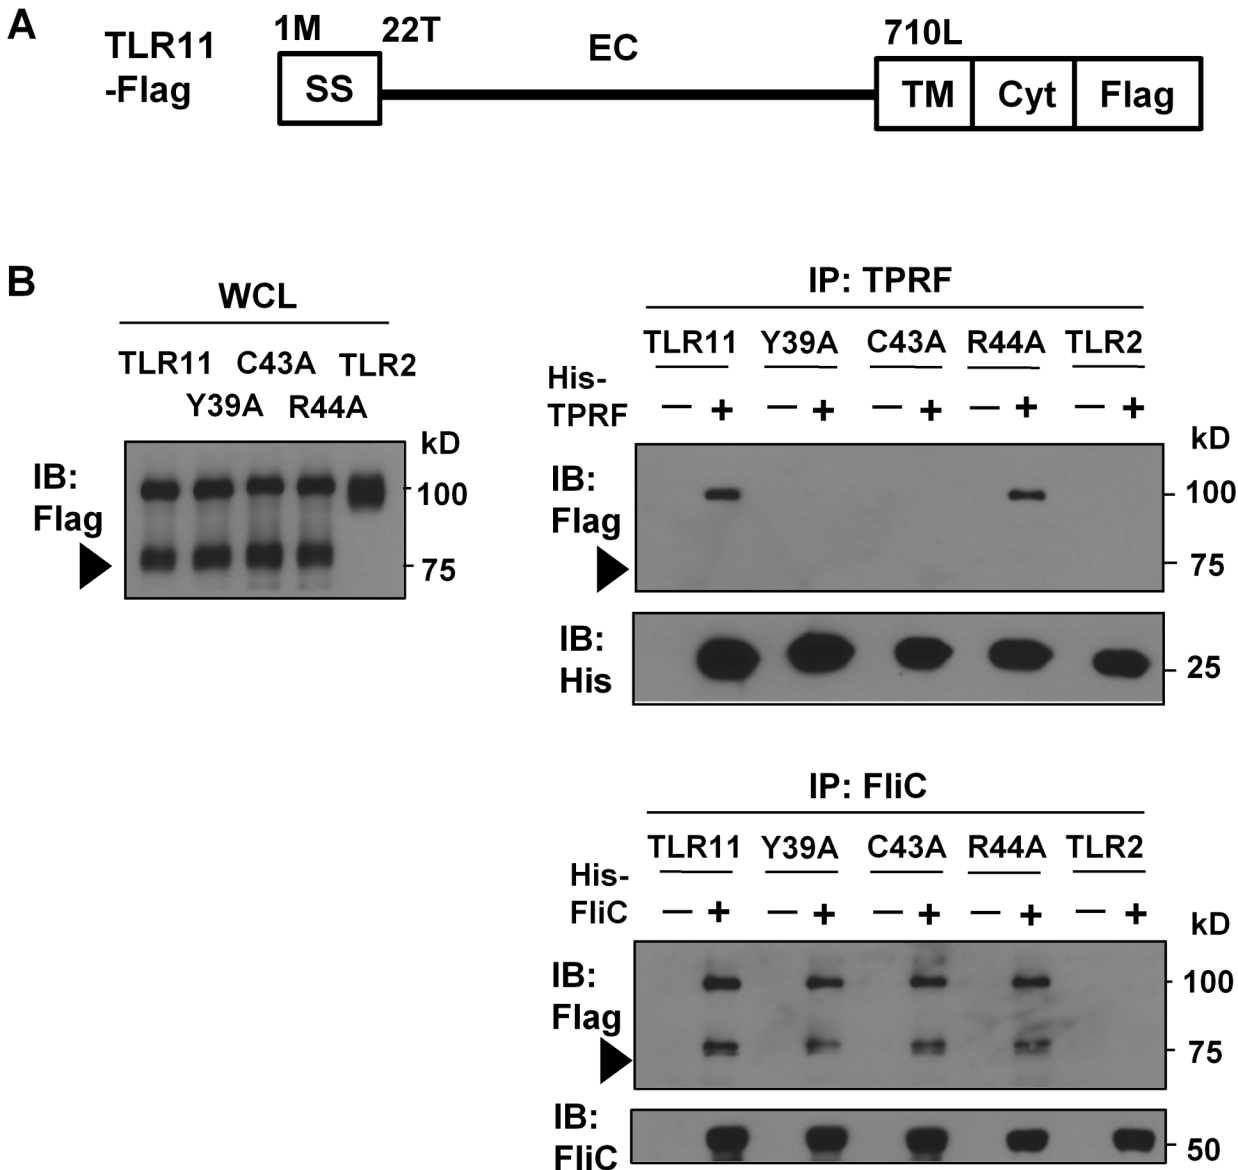 A
TLR11
-Flag
1M
22T
EC
710L
SS
TM
Cyt
Flag
B
WCL
TLR11 C43A TLR2
Y39A R44A
kD
IB:
Flag
100
75
IP: TPRF
TLR11 Y39A C43A R44A TLR2
His-
TPRF
— + — + — + — + — +
kD
IB:
Flag
100
75
IB:
His
25
IP: FliC
TLR11 Y39A C43A R44A TLR2
His-
FliC
— + — + — + — + — +
kD
IB:
Flag
100
75
IB:
FliC
50